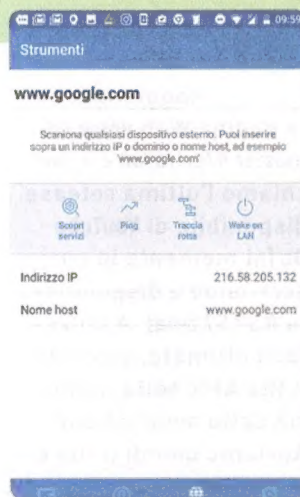 09:59
Strumenti
www.google.com
Scansiona qualsiasi dispositivo esterno. Puoi inserire
sopra un indirizzo IP o dominio o nome host, ad esempio
'www.google.com'
Scopri
servizi
Ping
Traccia
rotta
Wake on
LAN
Indirizzo IP
216.58.205.132
Nome host
www.google.com